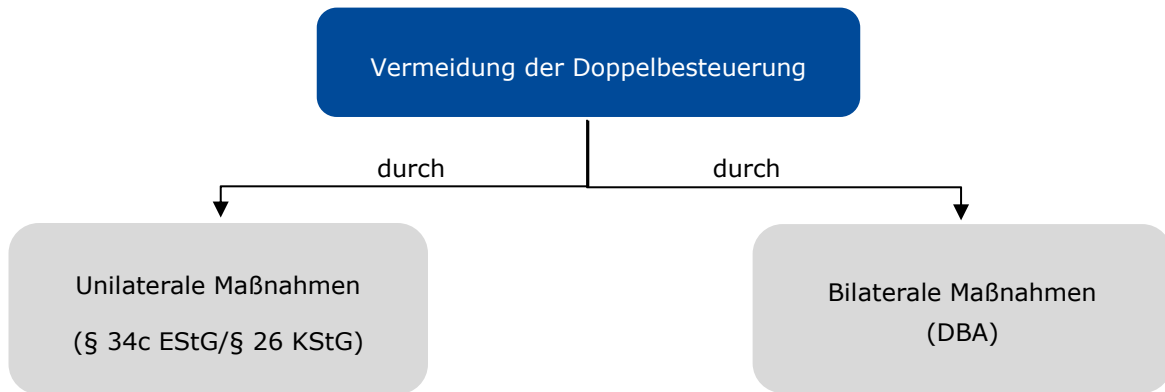 Vermeidung der Doppelbesteuerung
durch
durch
Unilaterale Maßnahmen
(§ 34c EStG/§ 26 KStG)
Bilaterale Maßnahmen
(DBA)